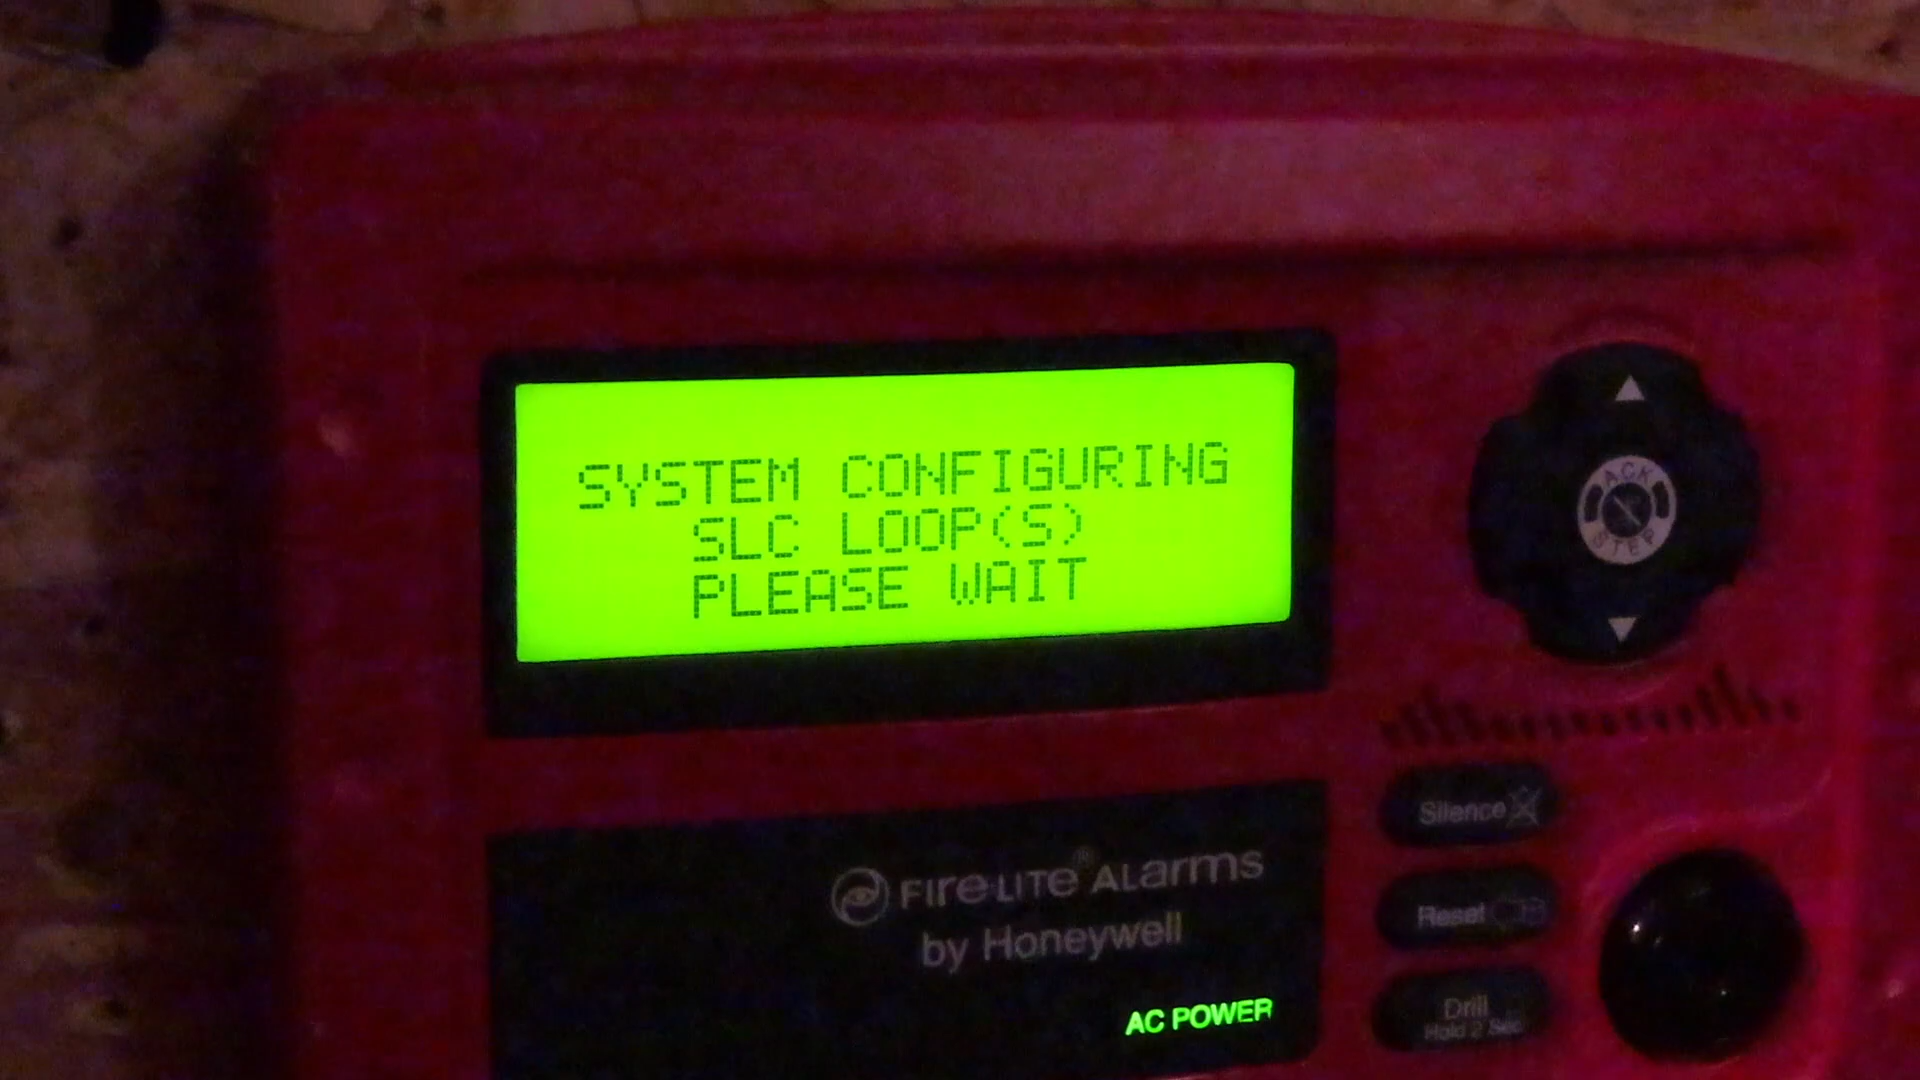 SYSTEM CONFIGURING
SLC LOOP(S)
PLEASE WAIT
ACK
STEP
Silence
FIRE-LITE ALARMS
by Honeywell
Reset
AC POWER
Drill
Hold 2 Sec